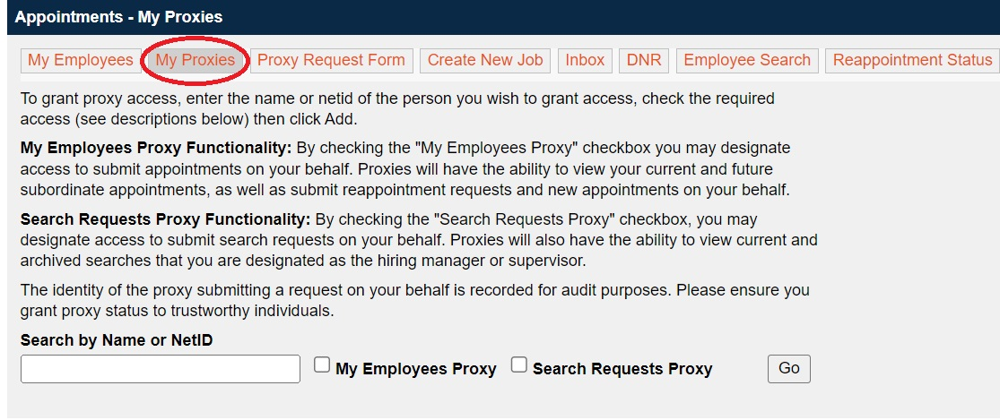 Appointments - My Proxies
My Employees My Proxies Proxy Request Form Create New Job Inbox DNR Employee Search Reappointment Status
To grant proxy access, enter the name or netid of the person you wish to grant access, check the required
access (see descriptions below) then click Add.
My Employees Proxy Functionality: By checking the "My Employees Proxy" checkbox you may designate
access to submit appointments on your behalf. Proxies will have the ability to view your current and future
subordinate appointments, as well as submit reappointment requests and new appointments on your behalf.
Search Requests Proxy Functionality: By checking the "Search Requests Proxy" checkbox, you may
designate access to submit search requests on your behalf. Proxies will also have the ability to view current and
archived searches that you are designated as the hiring manager or supervisor.
The identity of the proxy submitting a request on your behalf is recorded for audit purposes. Please ensure you
grant proxy status to trustworthy individuals.
Search by Name or NetID
My Employees Proxy Search Requests Proxy Go